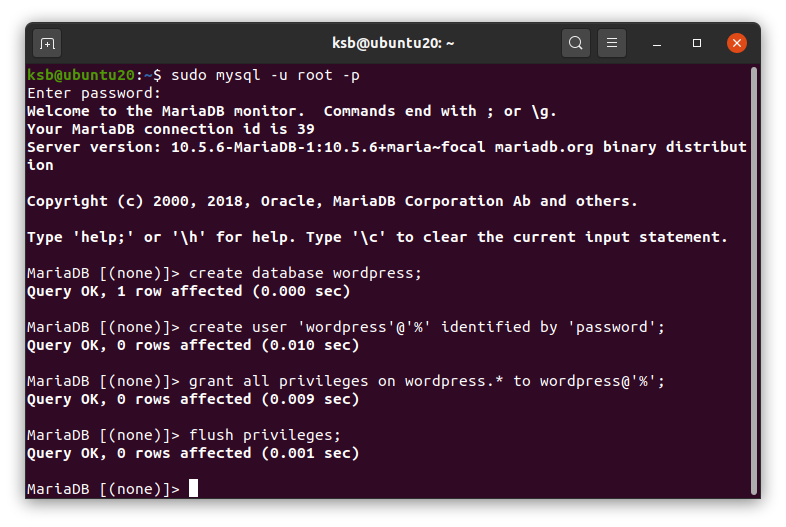 ksb@ubuntu20: ~
ksb@ubuntu20:~$ sudo mysql -u root -p
Enter password:
Welcome to the MariaDB monitor.  Commands end with ; or \g.
Your MariaDB connection id is 39
Server version: 10.5.6-MariaDB-1:10.5.6+maria~focal mariadb.org binary distribut
ion
Copyright (c) 2000, 2018, Oracle, MariaDB Corporation Ab and others.
Type 'help;' or '\h' for help. Type '\c' to clear the current input statement.
MariaDB [(none)]> create database wordpress;
Query OK, 1 row affected (0.000 sec)
MariaDB [(none)]> create user 'wordpress'@'%' identified by 'password';
Query OK, 0 rows affected (0.010 sec)
MariaDB [(none)]> grant all privileges on wordpress.* to wordpress@'%';
Query OK, 0 rows affected (0.009 sec)
MariaDB [(none)]> flush privileges;
Query OK, 0 rows affected (0.001 sec)
MariaDB [(none)]>